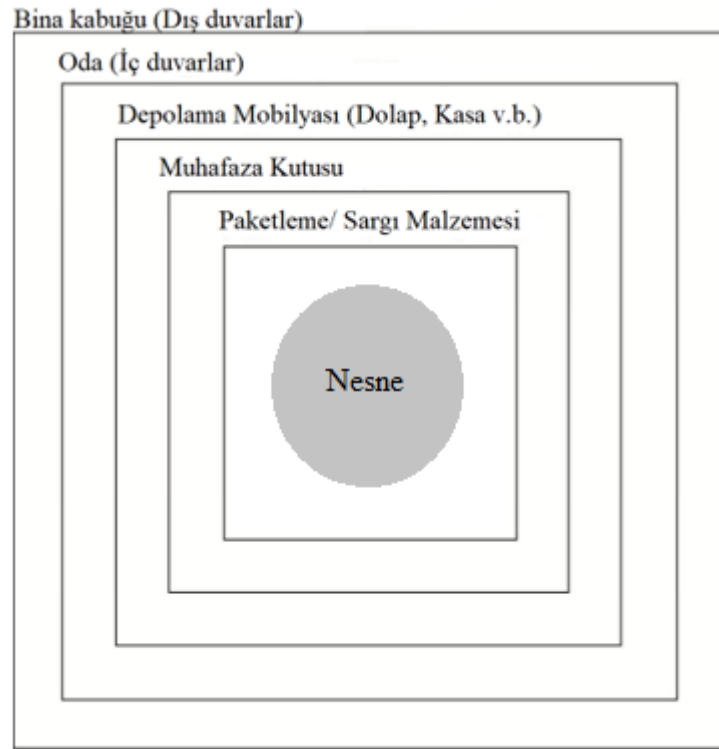 Bina kabuğu (Dış duvarlar)
Oda (İç duvarlar)
Depolama Mobilyası (Dolap, Kasa v.b.)
Muhafaza Kutusu
Paketleme/ Sargı Malzemesi
Nesne